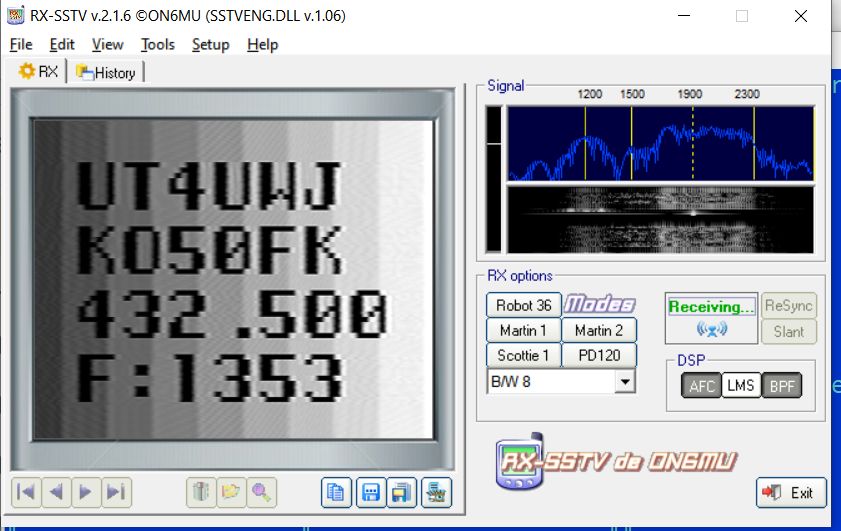 RX-SSTV v.2.1.6 ©ON6MU (SSTVENG.DLL v.1.06)
File Edit View Tools Setup Help
RX History
UT4UWJ
KO50FK
432.500
F:1353
Signal
1200 1500 1900 2300
RX options
Robot 36 Modes
Martin 1 Martin 2
Scottie 1 PD120
B/W 8
Receiving... ReSync
Slant
DSP
AFC LMS BPF
RX-SSTV de ON6MU
Exit